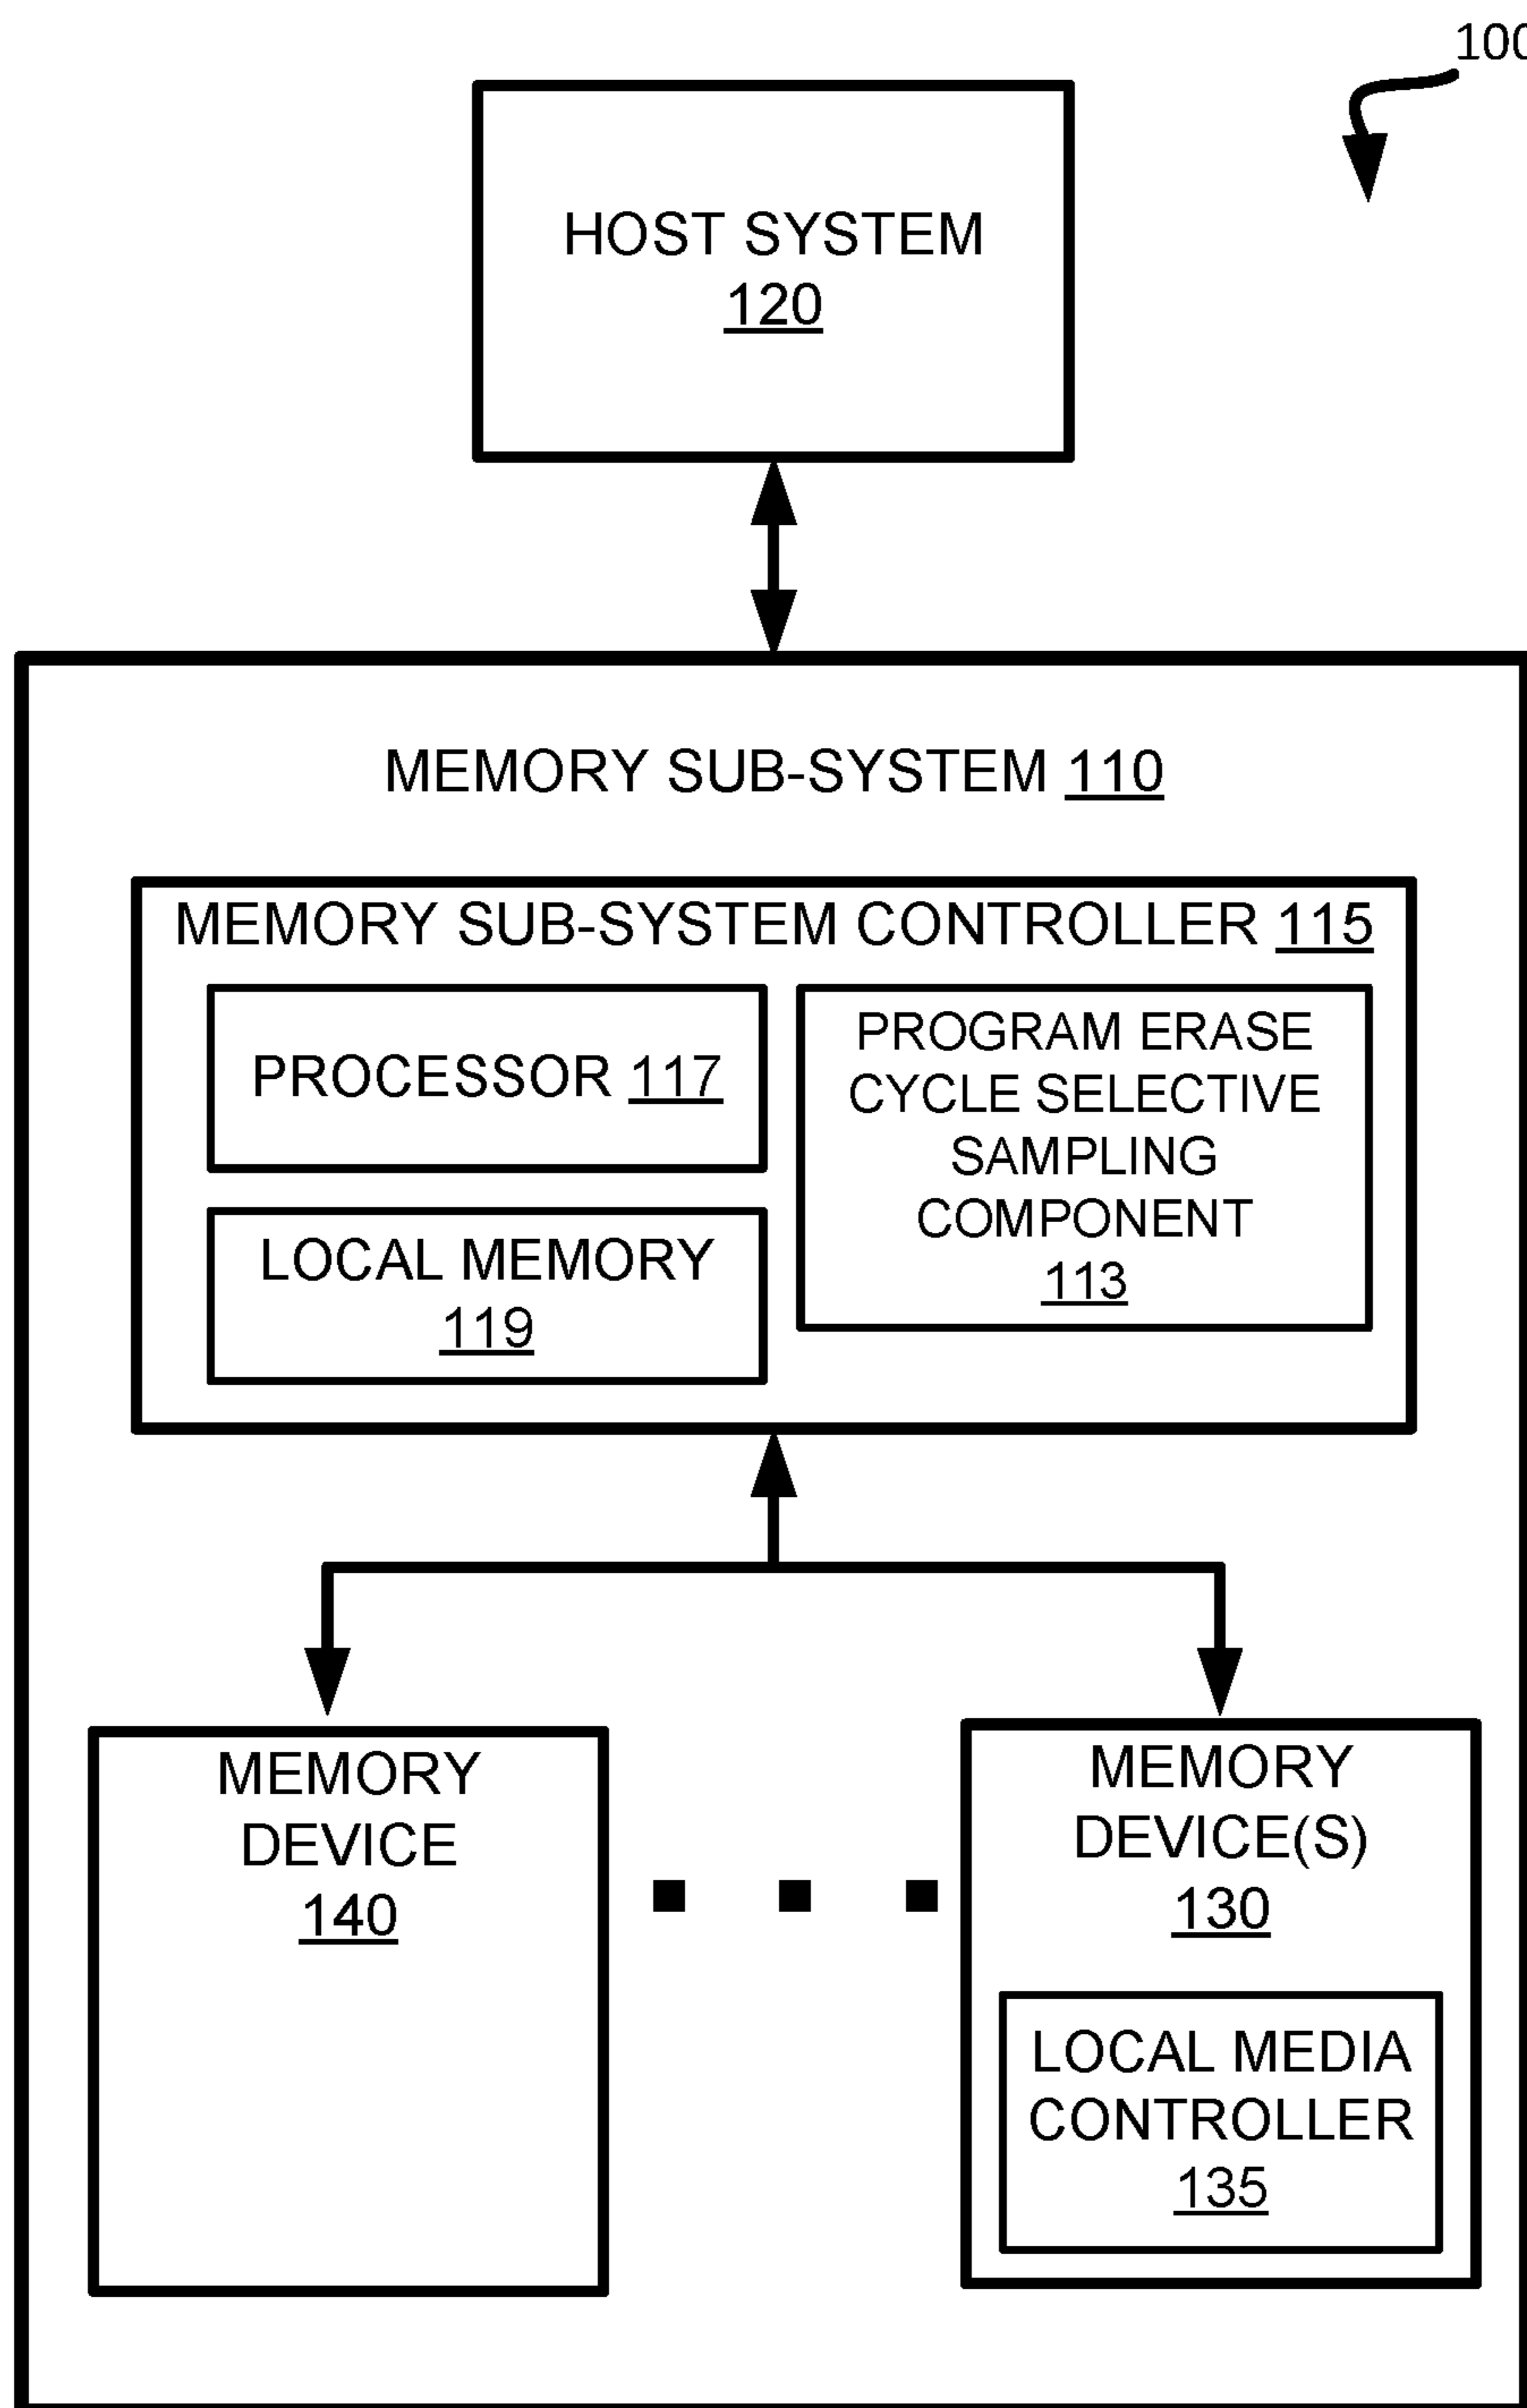 100
HOST SYSTEM
120
MEMORY SUB-SYSTEM 110
MEMORY SUB-SYSTEM CONTROLLER 115
PROCESSOR 117
LOCAL MEMORY
119
PROGRAM ERASE
CYCLE SELECTIVE
SAMPLING
COMPONENT
113
MEMORY
DEVICE
140
MEMORY
DEVICE(S)
130
LOCAL MEDIA
CONTROLLER
135